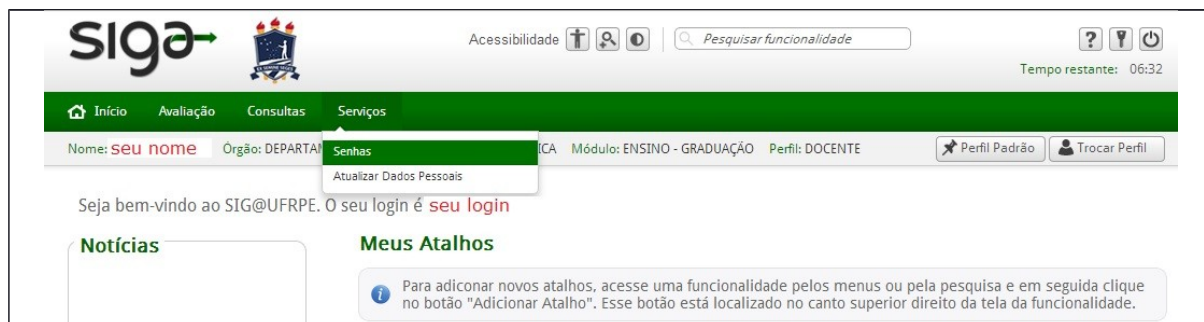 SIG@
Acessibilidade
Pesquisar funcionalidade
?
Tempo restante: 06:32
Início Avaliação Consultas Serviços
Nome: seu nome Órgão: DEPARTAM ICA Módulo: ENSINO - GRADUAÇÃO Perfil: DOCENTE Perfil Padrão Trocar Perfil
Senhas
Atualizar Dados Pessoais
Seja bem-vindo ao SIG@UFRPE. O seu login é seu login
Notícias
Meus Atalhos
Para adiconar novos atalhos, acesse uma funcionalidade pelos menus ou pela pesquisa e em seguida clique
no botão "Adicionar Atalho". Esse botão está localizado no canto superior direito da tela da funcionalidade.